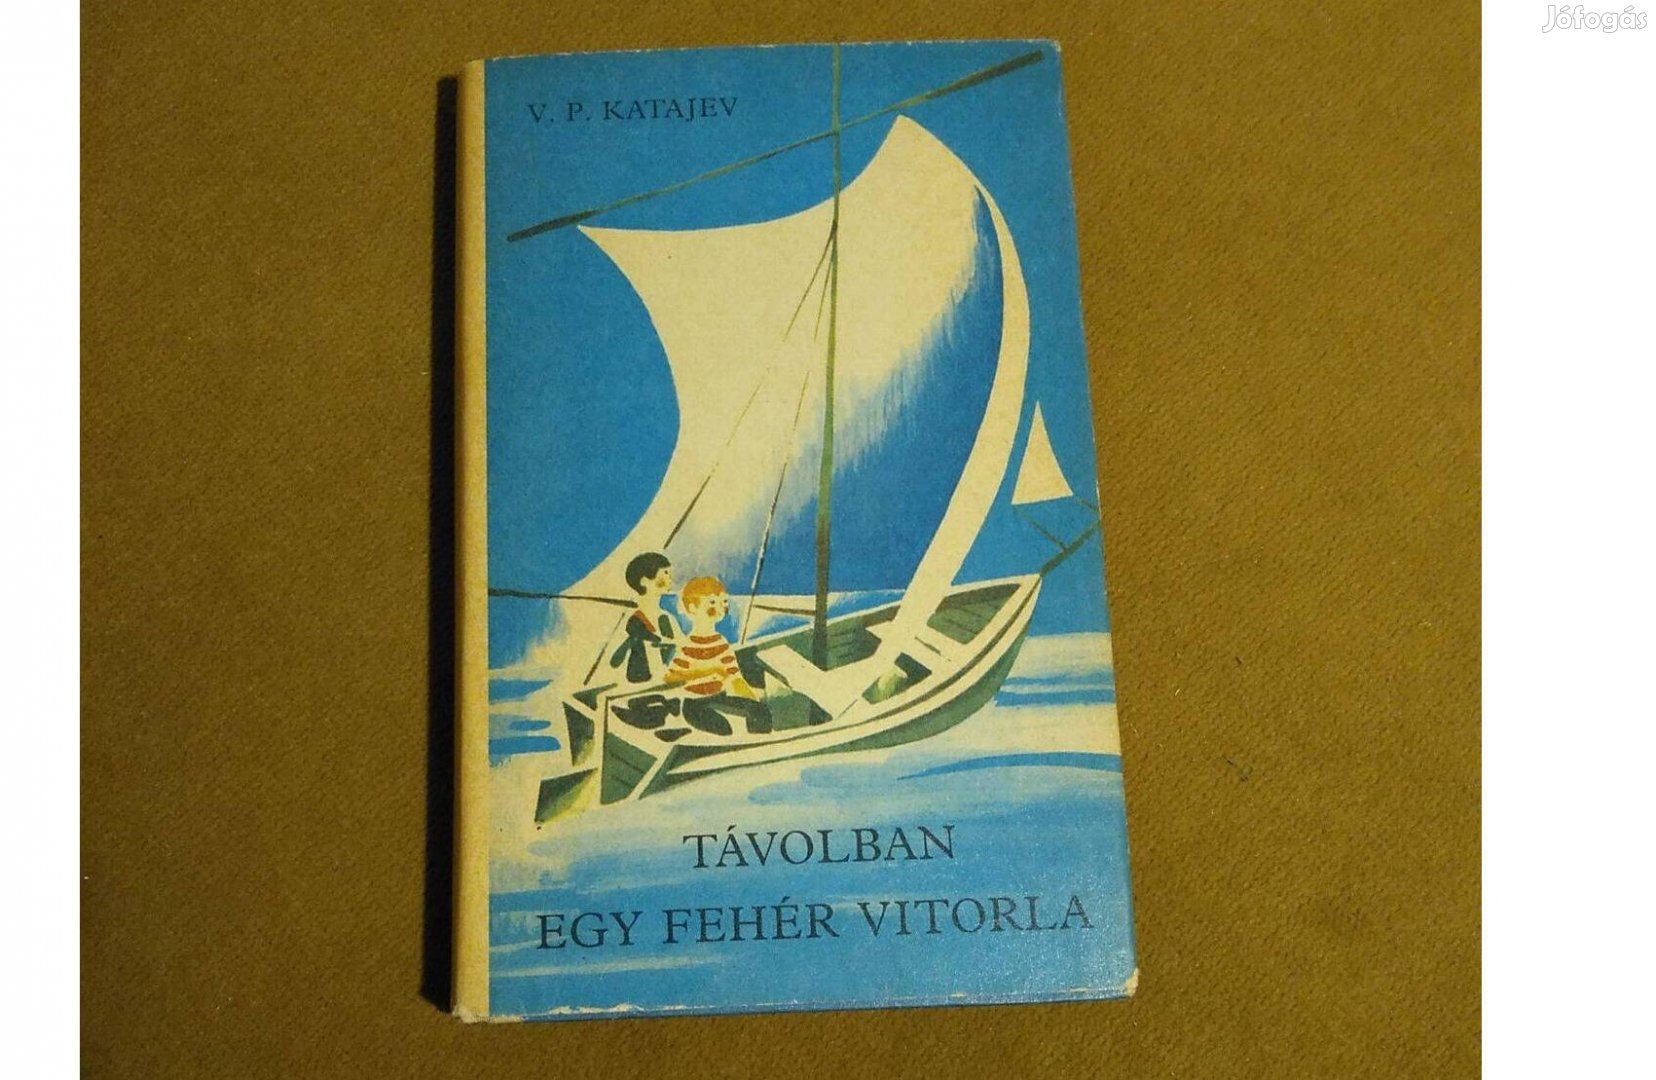 Jófogás
V. P. KATAJEV
TÁVOLBAN
EGY FEHÉR VITORLA